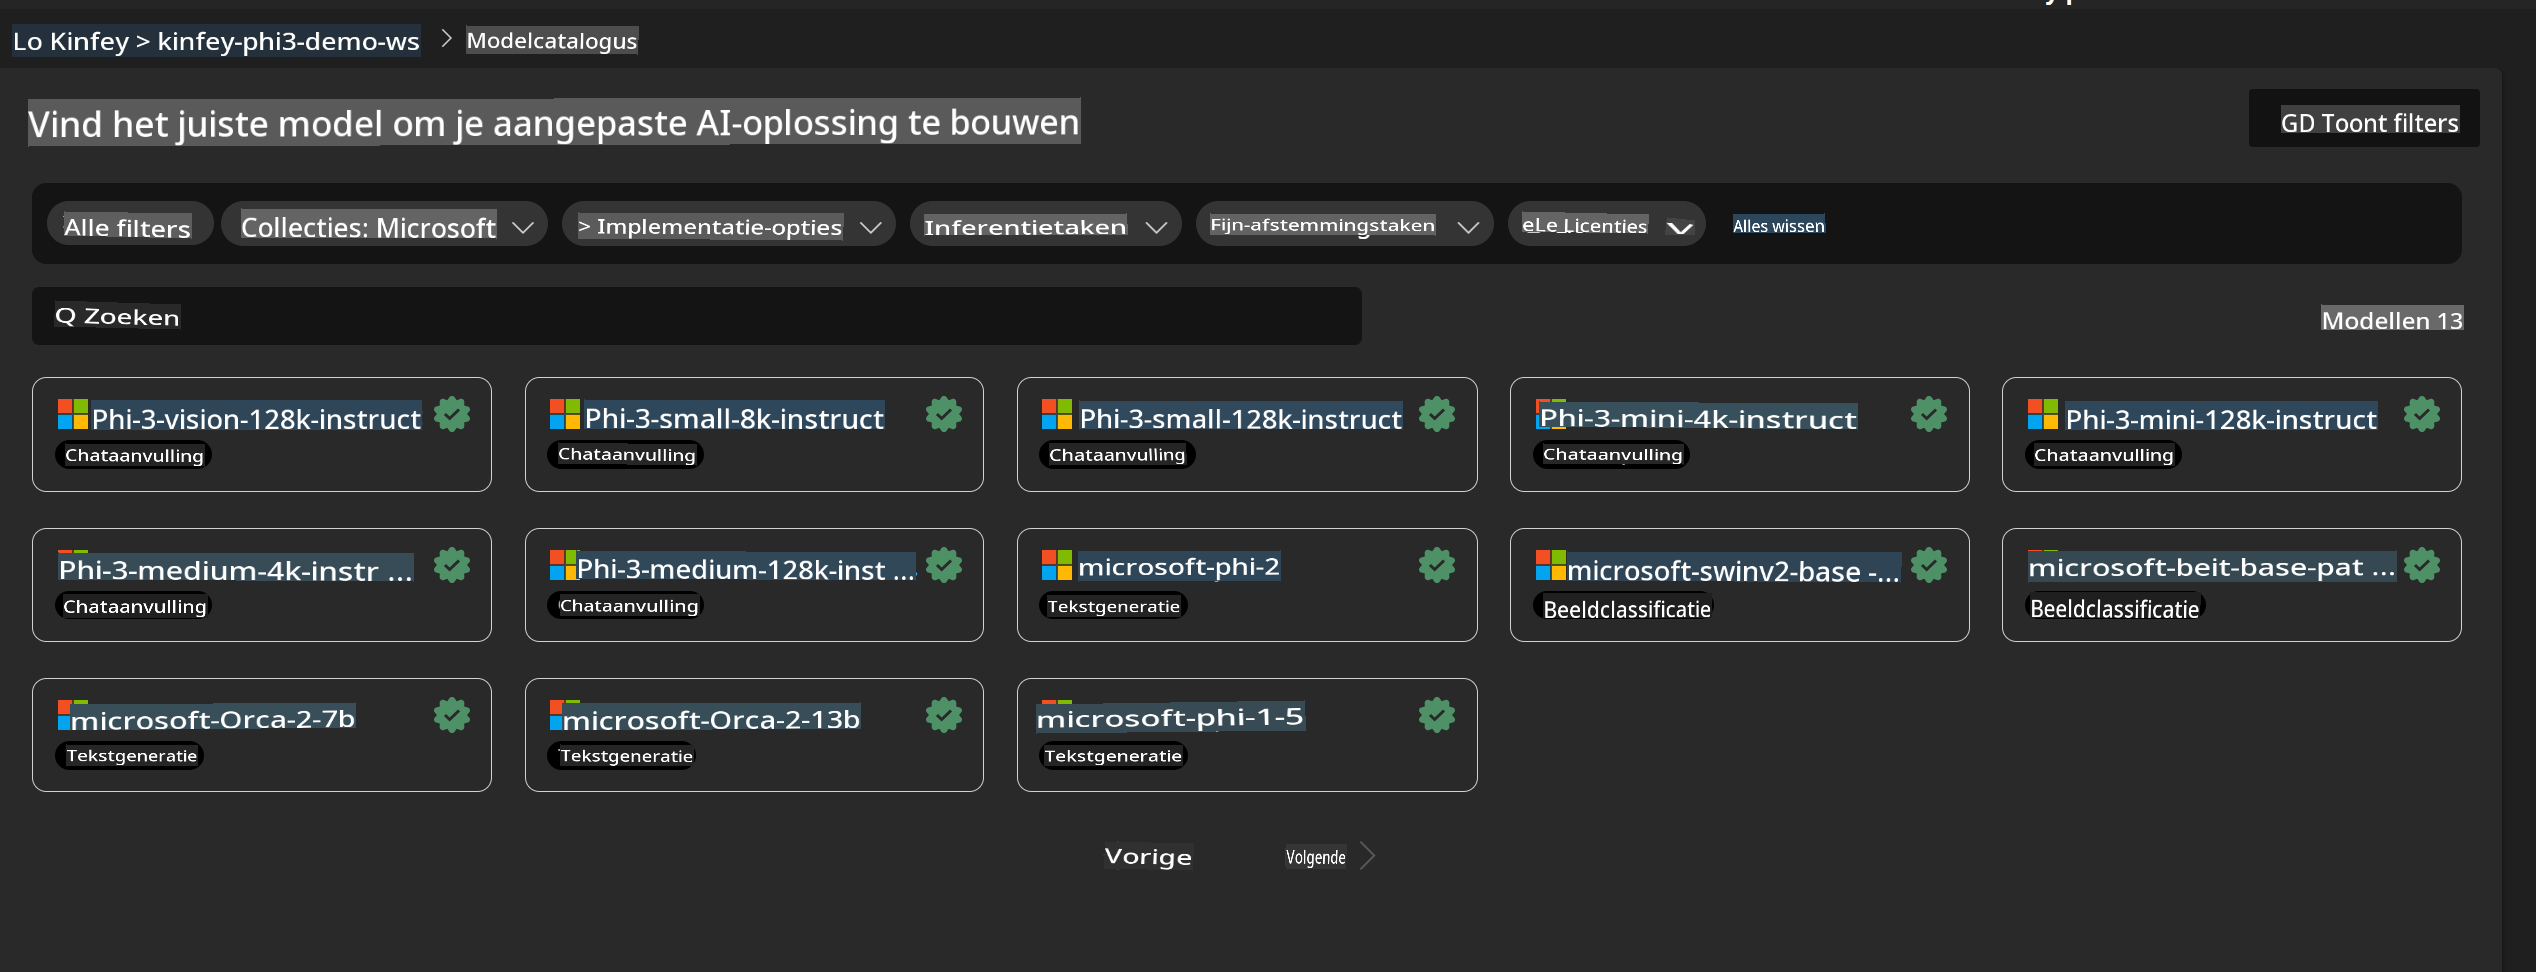 Lo Kinfey > kinfey-phi3-demo-ws > Modelcatalogus
Vind het juiste model om je aangepaste AI-oplossing te bouwen
GD Toont filters
Alle filters Collecties: Microsoft > Implementatie-opties Inferentietaken Fijn-afstemmingstaken eLe Licenties Alles wissen
Q Zoeken
Modellen 13
Phi-3-vision-128k-instruct Phi-3-small-8k-instruct Phi-3-small-128k-instruct Phi-3-mini-4k-instruct Phi-3-mini-128k-instruct
Chataanvulling Chataanvulling Chataanvulling Chataanvulling Chataanvulling
Phi-3-medium-4k-instr ... Phi-3-medium-128k-inst ... microsoft-phi-2 microsoft-swinv2-base -... microsoft-beit-base-pat ...
Chataanvulling Chataanvulling Tekstgeneratie Beeldclassificatie Beeldclassificatie
microsoft-Orca-2-7b microsoft-Orca-2-13b microsoft-phi-1-5
Tekstgeneratie Tekstgeneratie Tekstgeneratie
Vorige Volgende >